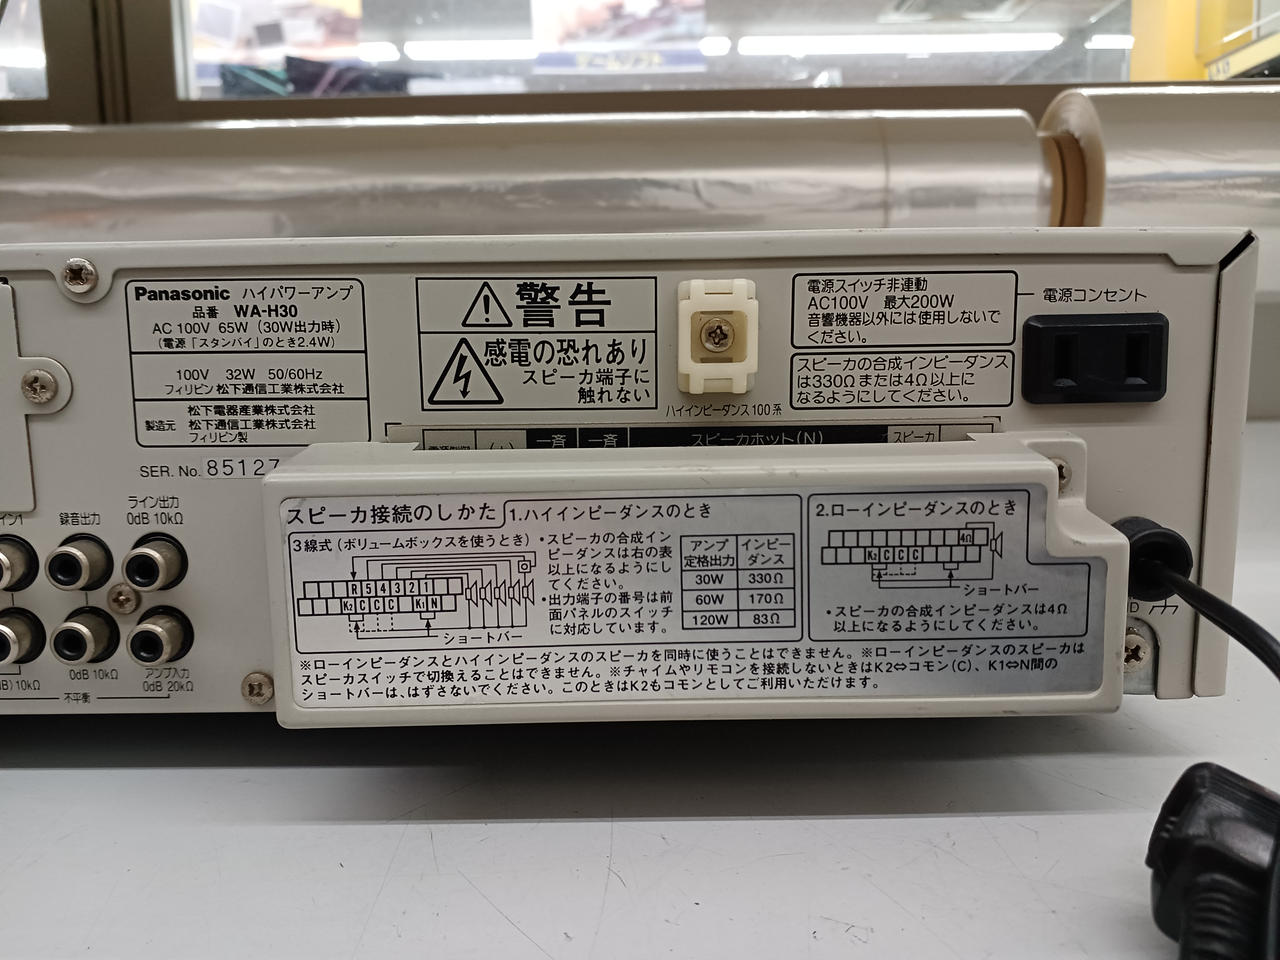 Panasonic ハイパワーアンプ
品番 WA-H30
AC 100V 65W (30W出力時)
(電源「スタンバイ」のとき2.4W)
100V 32W 50/60Hz
フィリピン 松下通信工業株式会社
製造元
松下電器産業株式会社
松下通信工業株式会社
フィリピン製
SER. No. 85127
警告
感電の恐れあり
スピーカ端子に
触れない
ハイインピーダンス100系
電源スイッチ非連動
AC100V 最大200W
音響機器以外には使用しないで
ください。
電源コンセント
スピーカの合成インピーダンス
は330Ωまたは4Ω以上に
なるようにしてください。
(+) 一斉 一斉 スピーカホット(N) スピーカ
ライン出力
0dB 10kΩ
録音出力
10kΩ
0dB 10kΩ
アンプ入力
0dB 20kΩ
不平衡
スピーカ接続のしかた
1.ハイインピーダンスのとき
3線式(ボリュームボックスを使うとき)
R 5 4 3 2 1
K2 C C C K1 N
ショートバー
・スピーカの合成イン
ピーダンスは右の表
以上になるようにし
てください。
・出力端子の番号は前
面パネルのスイッチ
に対応しています。
アンプ定格出力 インピーダンス
30W 330Ω
60W 170Ω
120W 83Ω
2.ローインピーダンスのとき
4Ω
K2 C C C
ショートバー
・スピーカの合成インピーダンスは4Ω
以上になるようにしてください。
※ローインピーダンスとハイインピーダンスのスピーカを同時に使うことはできません。※ローインピーダンスのスピーカは
スピーカスイッチで切換えることはできません。※チャイムやリモコンを接続しないときはK2⇔コモン(C)、K1⇔N間の
ショートバーは、はずさないでください。このときはK2もコモンとしてご利用いただけます。